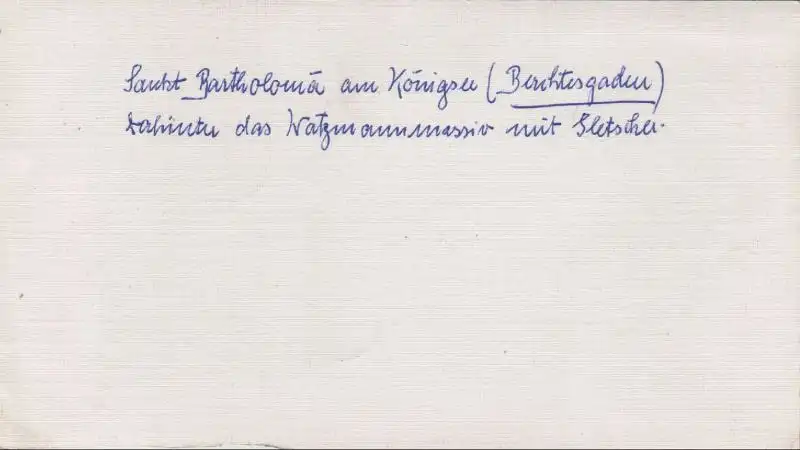 Sankt Bartholomä am Königsee (Berchtesgaden)
dahinter das Watzmannmassiv mit Gletscher.